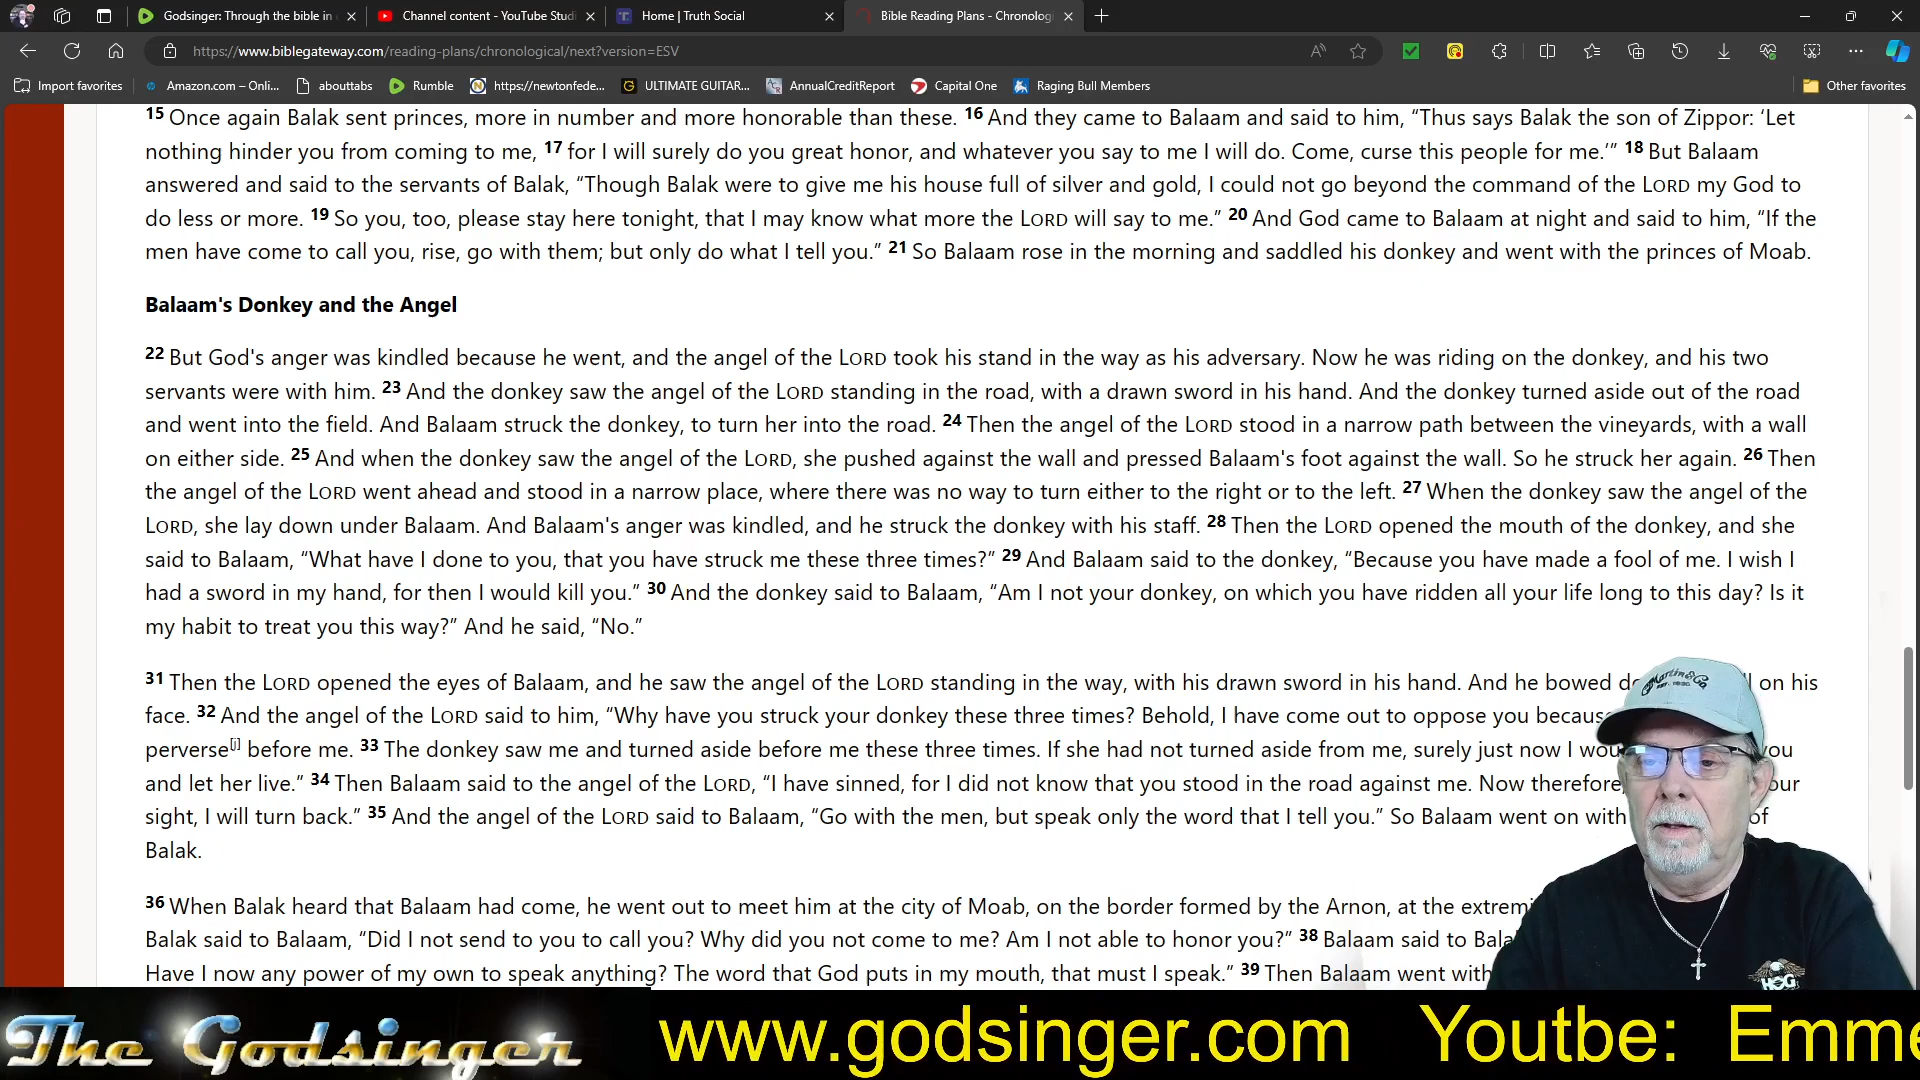 Godsinger: Through the bible in
Channel content - YouTube Studi
Home | Truth Social
Bible Reading Plans - Chronolog
https://www.biblegateway.com/reading-plans/chronological/next?version=ESV
Import favorites
Amazon.com – Onli...
abouttabs
Rumble
https://newtonfede...
ULTIMATE GUITAR...
AnnualCreditReport
Capital One
Raging Bull Members
Other favorites
15 Once again Balak sent princes, more in number and more honorable than these. 16 And they came to Balaam and said to him, “Thus says Balak the son of Zippor: ‘Let
nothing hinder you from coming to me, 17 for I will surely do you great honor, and whatever you say to me I will do. Come, curse this people for me.’” 18 But Balaam
answered and said to the servants of Balak, “Though Balak were to give me his house full of silver and gold, I could not go beyond the command of the LORD my God to
do less or more. 19 So you, too, please stay here tonight, that I may know what more the LORD will say to me.” 20 And God came to Balaam at night and said to him, “If the
men have come to call you, rise, go with them; but only do what I tell you.” 21 So Balaam rose in the morning and saddled his donkey and went with the princes of Moab.
Balaam's Donkey and the Angel
22 But God's anger was kindled because he went, and the angel of the LORD took his stand in the way as his adversary. Now he was riding on the donkey, and his two
servants were with him. 23 And the donkey saw the angel of the LORD standing in the road, with a drawn sword in his hand. And the donkey turned aside out of the road
and went into the field. And Balaam struck the donkey, to turn her into the road. 24 Then the angel of the LORD stood in a narrow path between the vineyards, with a wall
on either side. 25 And when the donkey saw the angel of the LORD, she pushed against the wall and pressed Balaam's foot against the wall. So he struck her again. 26 Then
the angel of the LORD went ahead and stood in a narrow place, where there was no way to turn either to the right or to the left. 27 When the donkey saw the angel of the
LORD, she lay down under Balaam. And Balaam's anger was kindled, and he struck the donkey with his staff. 28 Then the LORD opened the mouth of the donkey, and she
said to Balaam, “What have I done to you, that you have struck me these three times?” 29 And Balaam said to the donkey, “Because you have made a fool of me. I wish I
had a sword in my hand, for then I would kill you.” 30 And the donkey said to Balaam, “Am I not your donkey, on which you have ridden all your life long to this day? Is it
my habit to treat you this way?” And he said, “No.”
31 Then the LORD opened the eyes of Balaam, and he saw the angel of the LORD standing in the way, with his drawn sword in his hand. And he bowed on his
face. 32 And the angel of the LORD said to him, “Why have you struck your donkey these three times? Behold, I have come out to oppose you becaus
perverse[j] before me. 33 The donkey saw me and turned aside before me these three times. If she had not turned aside from me, surely just now I wou you
and let her live.” 34 Then Balaam said to the angel of the LORD, “I have sinned, for I did not know that you stood in the road against me. Now therefore, our
sight, I will turn back.” 35 And the angel of the LORD said to Balaam, “Go with the men, but speak only the word that I tell you.” So Balaam went on with of
Balak.
36 When Balak heard that Balaam had come, he went out to meet him at the city of Moab, on the border formed by the Arnon, at the extremi
Balak said to Balaam, “Did I not send to you to call you? Why did you not come to me? Am I not able to honor you?” 38 Balaam said to Bala
Have I now any power of my own to speak anything? The word that God puts in my mouth, that must I speak.” 39 Then Balaam went with
Martin & Co
EST. 1833
HOG
The Godsinger
www.godsinger.com Youtbe: Emme